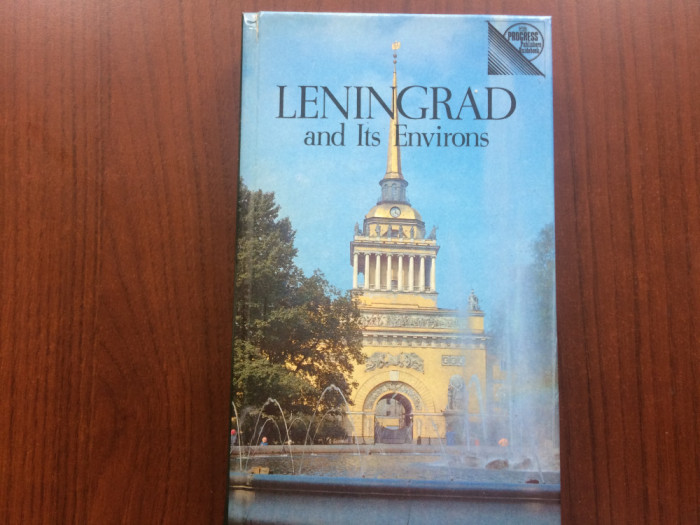 PROGRESS
LENINGRAD
and Its Environs